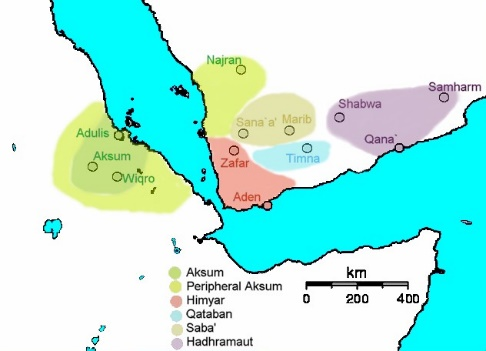 Najran
Samharm
Shabwa
Sana`a'
Marib
Adulis
Qana`
Aksum
Zafar
Timna
Wiqro
Aden
Aksum
Peripheral Aksum
Himyar
Qataban
Saba'
Hadhramaut
km
0 200 400